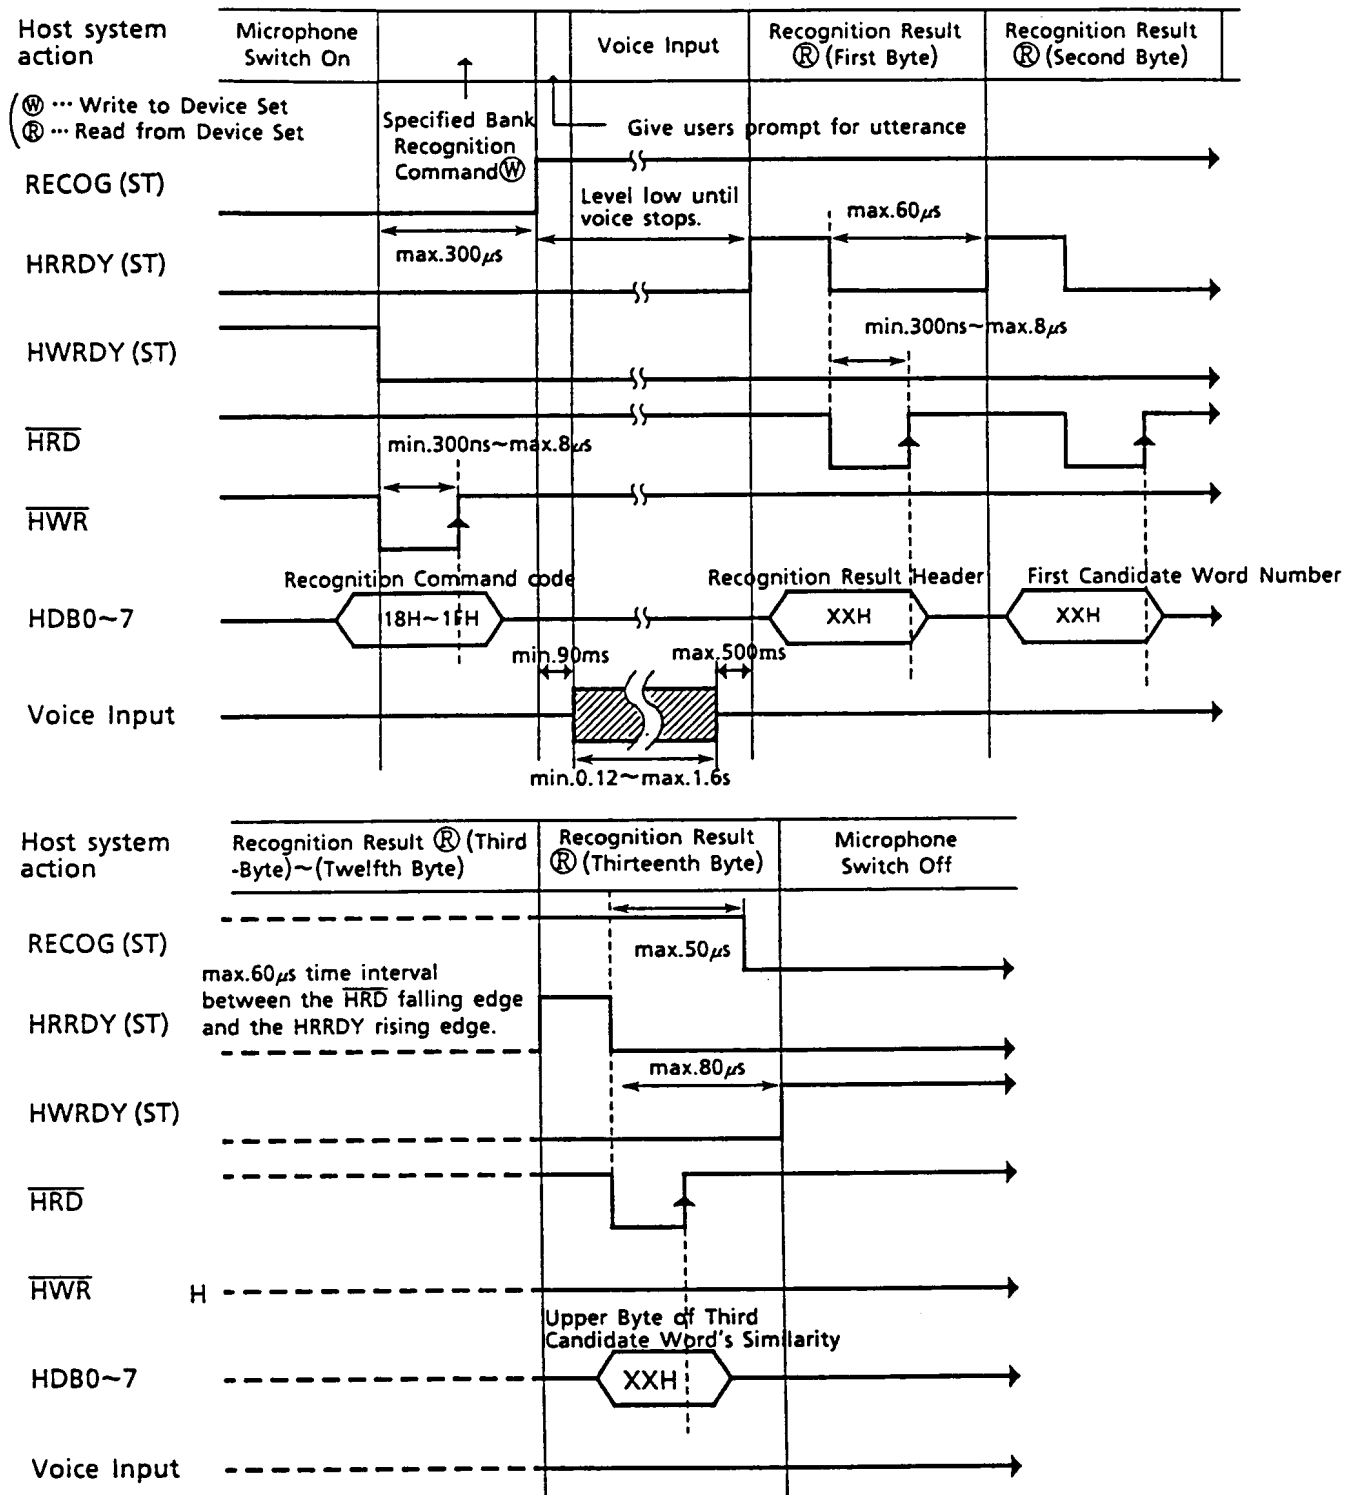 Host system
action
Microphone
Switch On
Voice Input
Recognition Result
Ⓡ (First Byte)
Recognition Result
Ⓡ (Second Byte)
Ⓦ ··· Write to Device Set
Ⓡ ··· Read from Device Set
Specified Bank
Recognition
Command Ⓦ
Give users prompt for utterance
RECOG (ST)
Level low until
voice stops.
max.60μs
max.300μs
HRRDY (ST)
min.300ns~max.8μs
HWRDY (ST)
HRD
min.300ns~max.8μs
HWR
Recognition Command code
Recognition Result Header
First Candidate Word Number
HDB0~7
18H~1FH
XXH
XXH
min.90ms
max.500ms
Voice Input
min.0.12~max.1.6s
Host system
action
Recognition Result Ⓡ (Third
-Byte)~(Twelfth Byte)
Recognition Result
Ⓡ (Thirteenth Byte)
Microphone
Switch Off
RECOG (ST)
max.50μs
max.60μs time interval
between the HRD falling edge
and the HRRDY rising edge.
HRRDY (ST)
max.80μs
HWRDY (ST)
HRD
HWR
H
Upper Byte of Third
Candidate Word's Similarity
HDB0~7
XXH
Voice Input